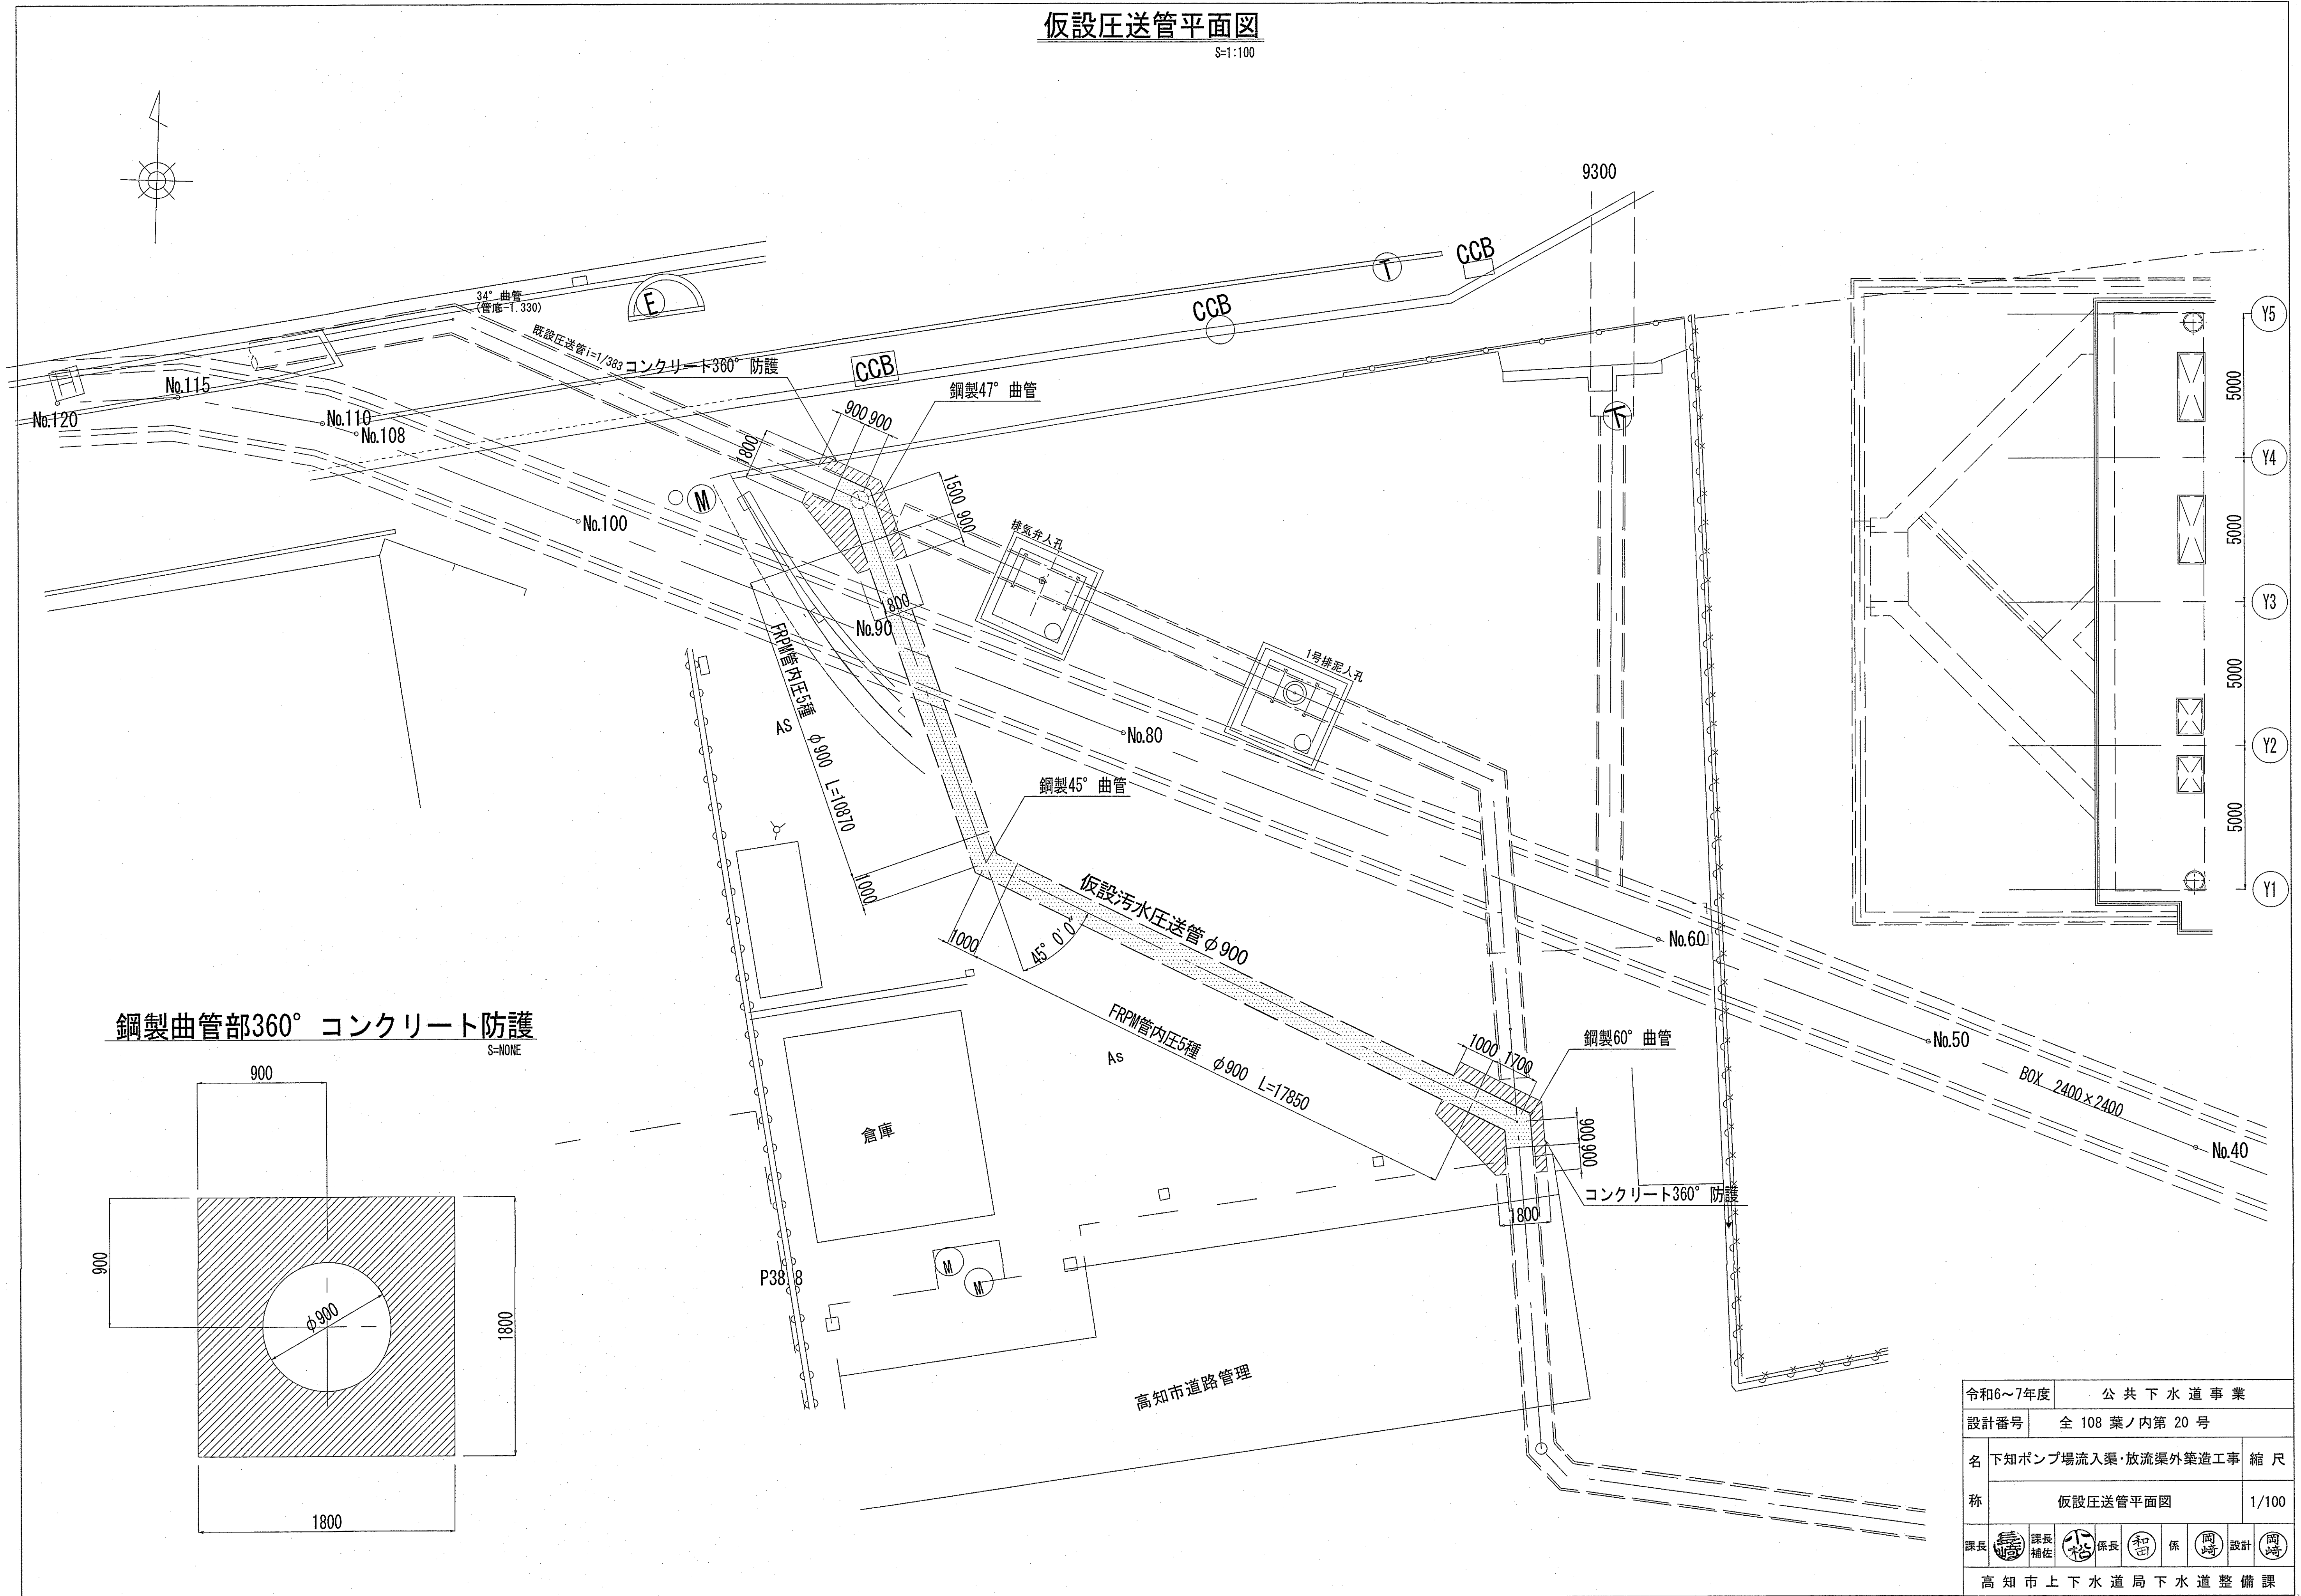 仮設圧送管平面図
S=1:100
9300
CCB
T
CCB
E
34° 曲管
(管底-1.330)
既設圧送管i=1/383
コンクリート360° 防護
CCB
鋼製47° 曲管
No.120
No.115
No.110
No.108
900 900
1800
1500 900
M
No.100
排気弁人孔
1800
No.90
FRPM管内圧5種 φ900 L=10870
AS
1号排泥人孔
No.80
鋼製45° 曲管
1000
1000
45° 0' 0"
仮設汚水圧送管φ900
FRPM管内圧5種 φ900 L=17850
As
No.60
No.50
BOX 2400×2400
No.40
1000 1700
鋼製60° 曲管
900 900
コンクリート360° 防護
1800
倉庫
M
M
P38.8
高知市道路管理
下
Y5
5000
Y4
5000
Y3
5000
Y2
5000
Y1
鋼製曲管部360° コンクリート防護
S=NONE
900
900
φ900
1800
1800
令和6～7年度 公共下水道事業
設計番号 全 108 葉ノ内第 20 号
名称 下知ポンプ場流入渠・放流渠外築造工事 縮尺
仮設圧送管平面図 1/100
課長 課長補佐 小松 係長 和田 係 岡崎 設計 岡崎
高知市上下水道局下水道整備課